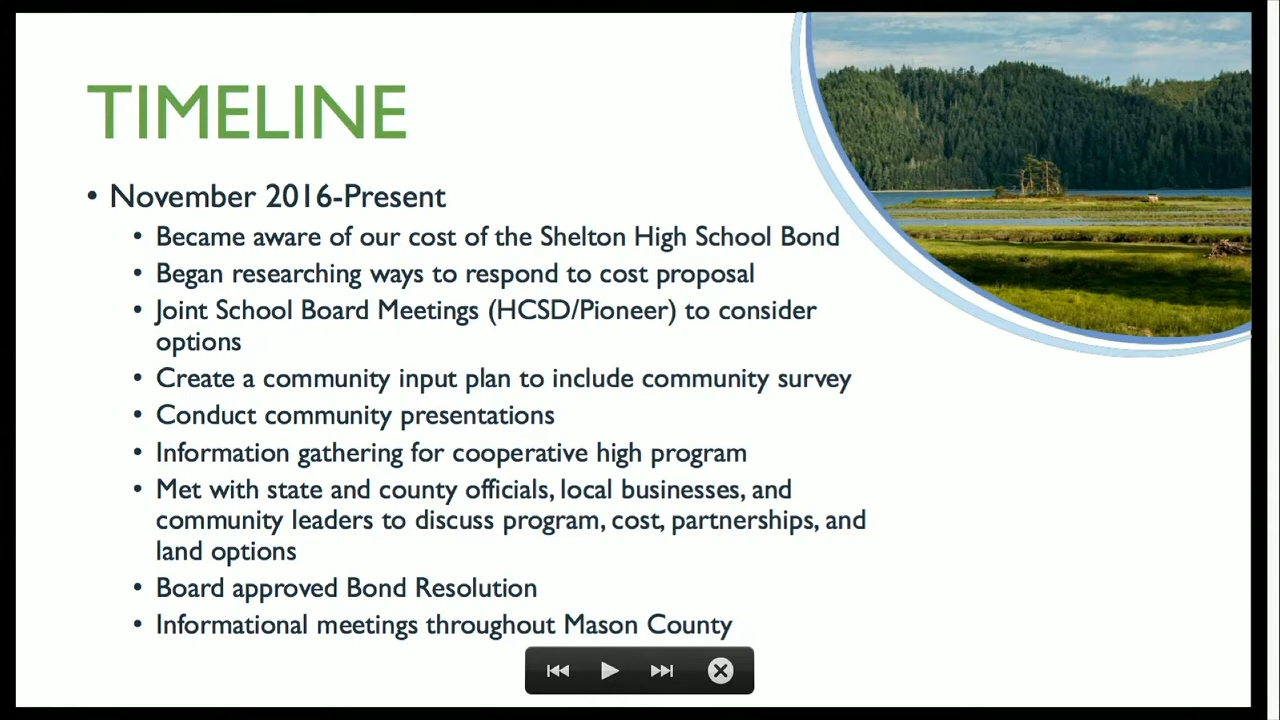 TIMELINE
• November 2016-Present
• Became aware of our cost of the Shelton High School Bond
• Began researching ways to respond to cost proposal
• Joint School Board Meetings (HCSD/Pioneer) to consider
options
• Create a community input plan to include community survey
• Conduct community presentations
• Information gathering for cooperative high program
• Met with state and county officials, local businesses, and
community leaders to discuss program, cost, partnerships, and
land options
• Board approved Bond Resolution
• Informational meetings throughout Mason County